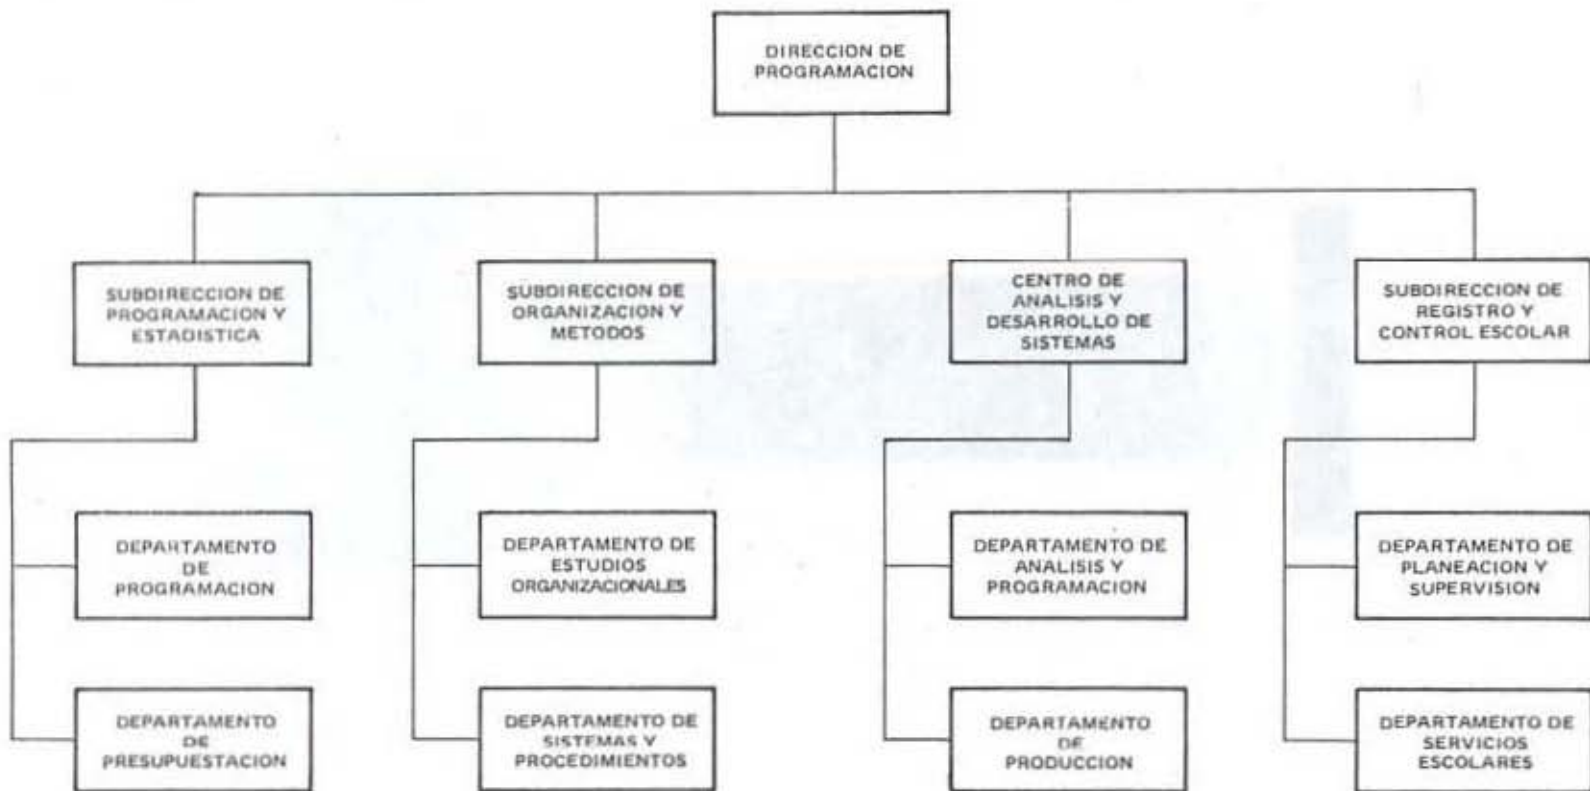 DIRECCION DE
PROGRAMACION
SUBDIRECCION DE
PROGRAMACION Y
ESTADISTICA
SUBDIRECCION DE
ORGANIZACION Y
METODOS
CENTRO DE
ANALISIS Y
DESARROLLO DE
SISTEMAS
SUBDIRECCION DE
REGISTRO Y
CONTROL ESCOLAR
DEPARTAMENTO
DE
PROGRAMACION
DEPARTAMENTO DE
ESTUDIOS
ORGANIZACIONALES
DEPARTAMENTO DE
ANALISIS Y
PROGRAMACION
DEPARTAMENTO DE
PLANEACION Y
SUPERVISION
DEPARTAMENTO
DE
PRESUPUESTACION
DEPARTAMENTO DE
SISTEMAS Y
PROCEDIMIENTOS
DEPARTAMENTO
DE
PRODUCCION
DEPARTAMENTO DE
SERVICIOS
ESCOLARES